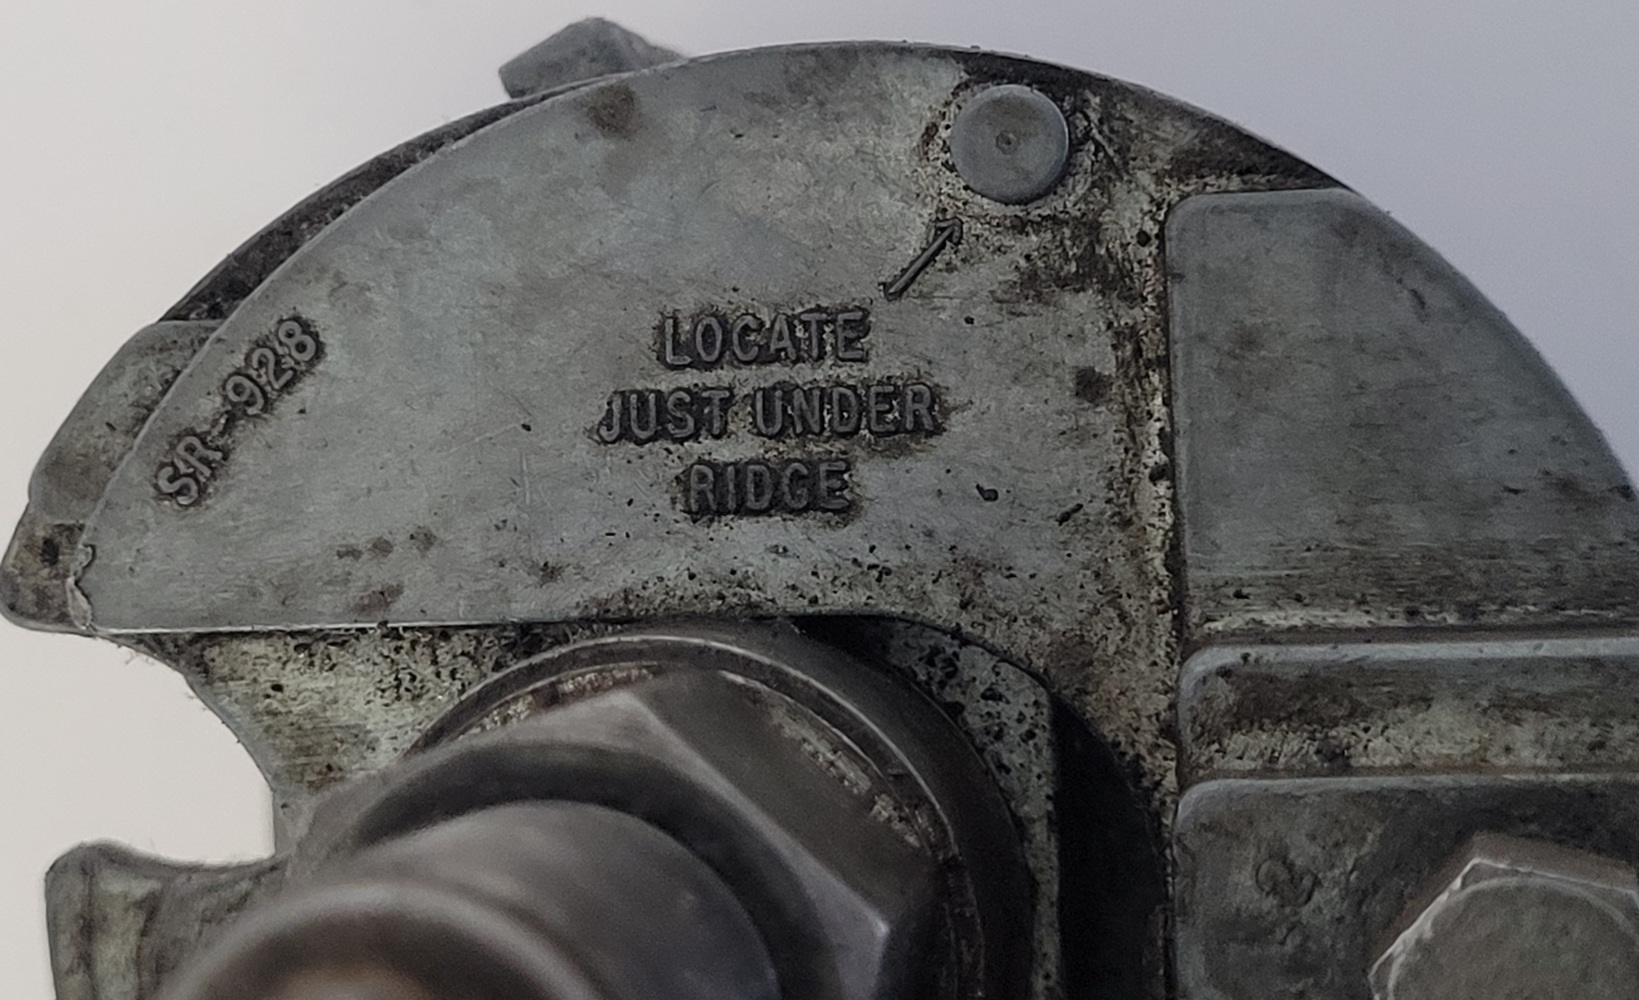 SR-928
LOCATE
JUST UNDER
RIDGE